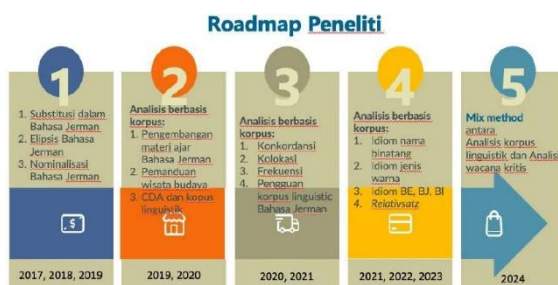 Roadmap Peneliti
1
1. Substitusi dalam
Bahasa Jerman
2. Elipsis Bahasa
Jerman
3. Nominalisasi
Bahasa Jerman
2017, 2018, 2019
2
Analisis berbasis
korpus:
1. Pengembangan
materi ajar
Bahasa Jerman
2. Pemanduan
wisata budaya
3. CDA dan kopus
linguistik
2019, 2020
3
Analisis berbasis
korpus:
1. Konkordansi
2. Kolokasi
3. Frekuensi
4. Pengguan
korpus linguistic
Bahasa Jerman
2020, 2021
4
Analisis berbasis
korpus:
1. Idiom nama
binatang
2. Idiom jenis
warna
3. Idiom BE, BJ, BI
4. Relativsatz
2021, 2022, 2023
5
Mix method
antara
Analisis korpus
linguistik dan Analisis
wacana kritis
2024